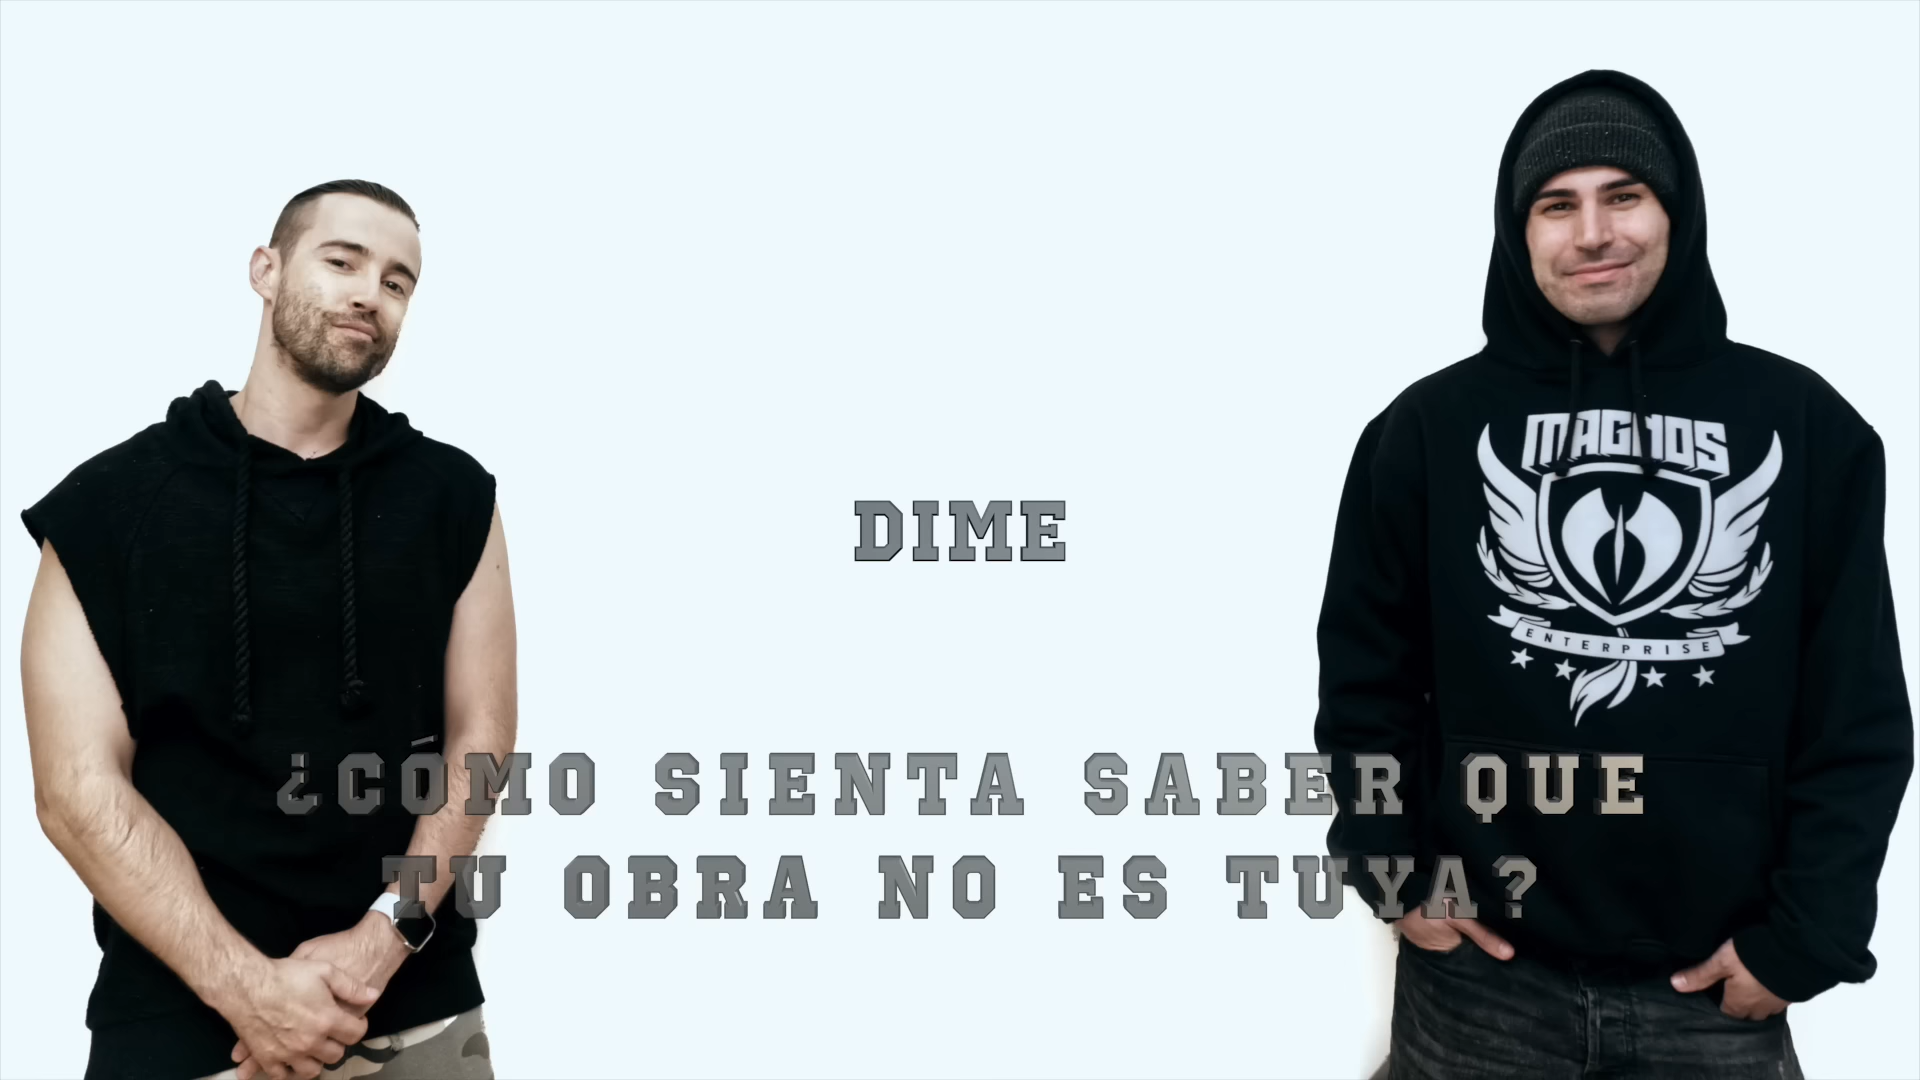 MAGNOS
DIME
ENTERPRISE
¿CÓMO SIENTA SABER QUE
TU OBRA NO ES TUYA?